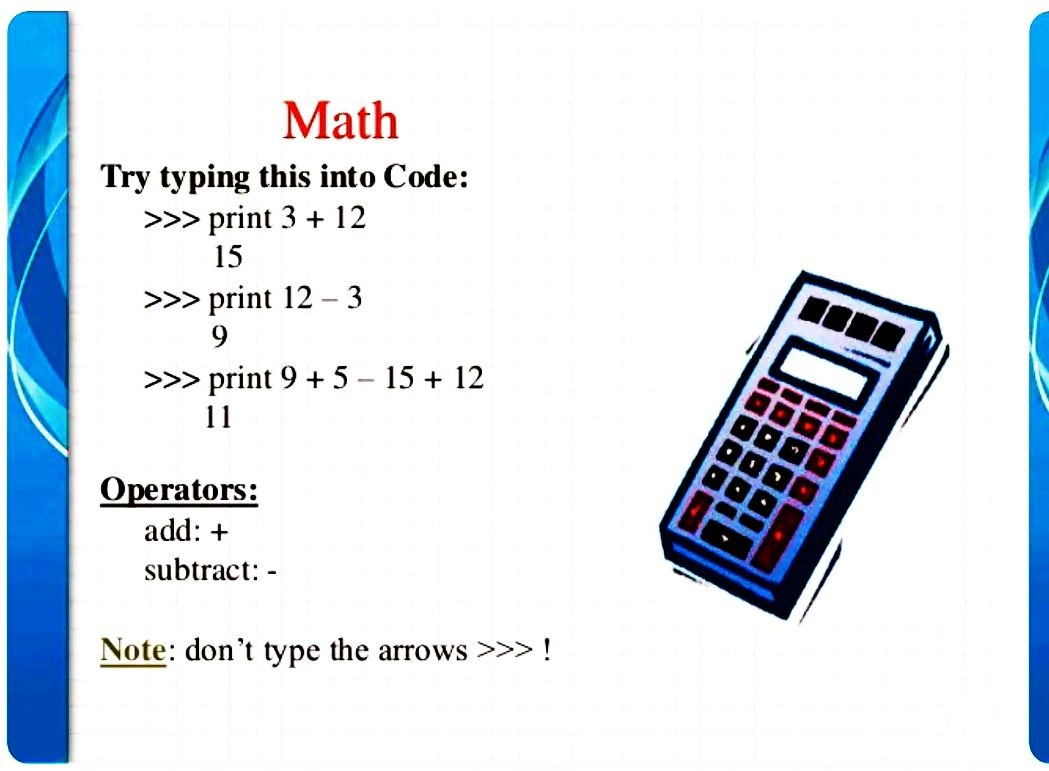 Math
Try typing this into Code:
>>> print 3 + 12
15
>>> print 12 – 3
9
>>> print 9 + 5 – 15 + 12
11
Operators:
add: +
subtract: -
Note: don’t type the arrows >>> !